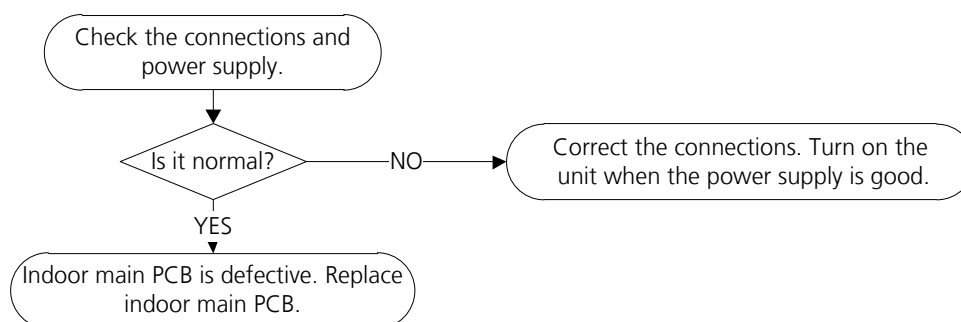 Check the connections and
power supply.
Is it normal?
NO
Correct the connections. Turn on the
unit when the power supply is good.
YES
Indoor main PCB is defective. Replace
indoor main PCB.